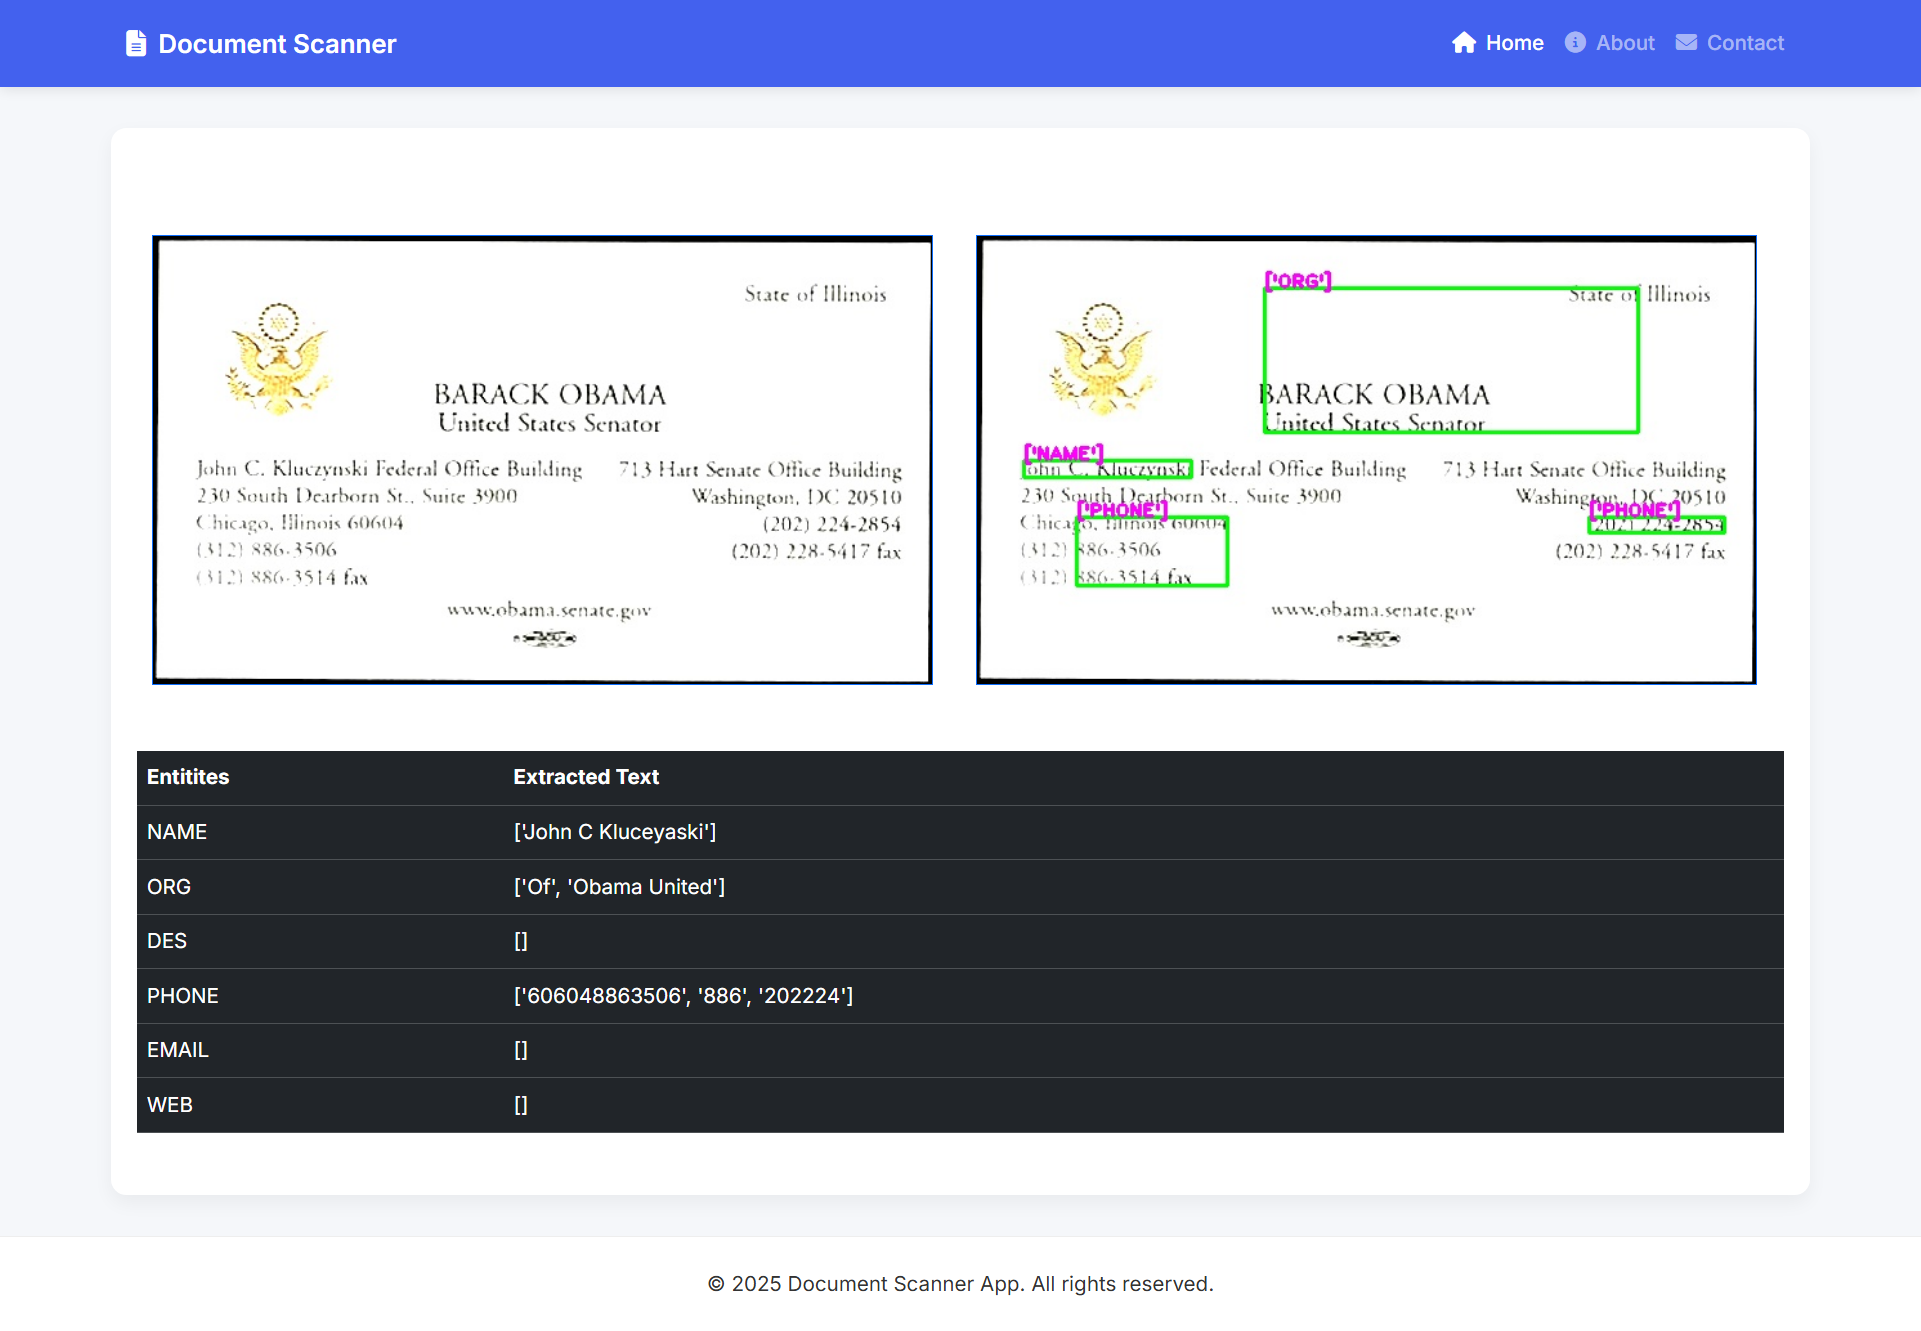 Document Scanner
Home
About
Contact
State of Illinois
BARACK OBAMA
United States Senator
John C. Kluczynski Federal Office Building
230 South Dearborn St., Suite 3900
Chicago, Illinois 60604
(312) 886-3506
(312) 886-3514 fax
713 Hart Senate Office Building
Washington, DC 20510
(202) 224-2854
(202) 228-5417 fax
www.obama.senate.gov
['ORG']
State of Illinois
BARACK OBAMA
United States Senator
['NAME']
John C. Kluczynski Federal Office Building
230 South Dearborn St., Suite 3900
['PHONE']
Chicago, Illinois 60604
(312) 886-3506
(312) 886-3514 fax
713 Hart Senate Office Building
Washington, DC 20510
['PHONE']
(202) 224-2854
(202) 228-5417 fax
www.obama.senate.gov
Entitites Extracted Text
NAME ['John C Kluceyaski']
ORG ['Of', 'Obama United']
DES []
PHONE ['606048863506', '886', '202224']
EMAIL []
WEB []
© 2025 Document Scanner App. All rights reserved.